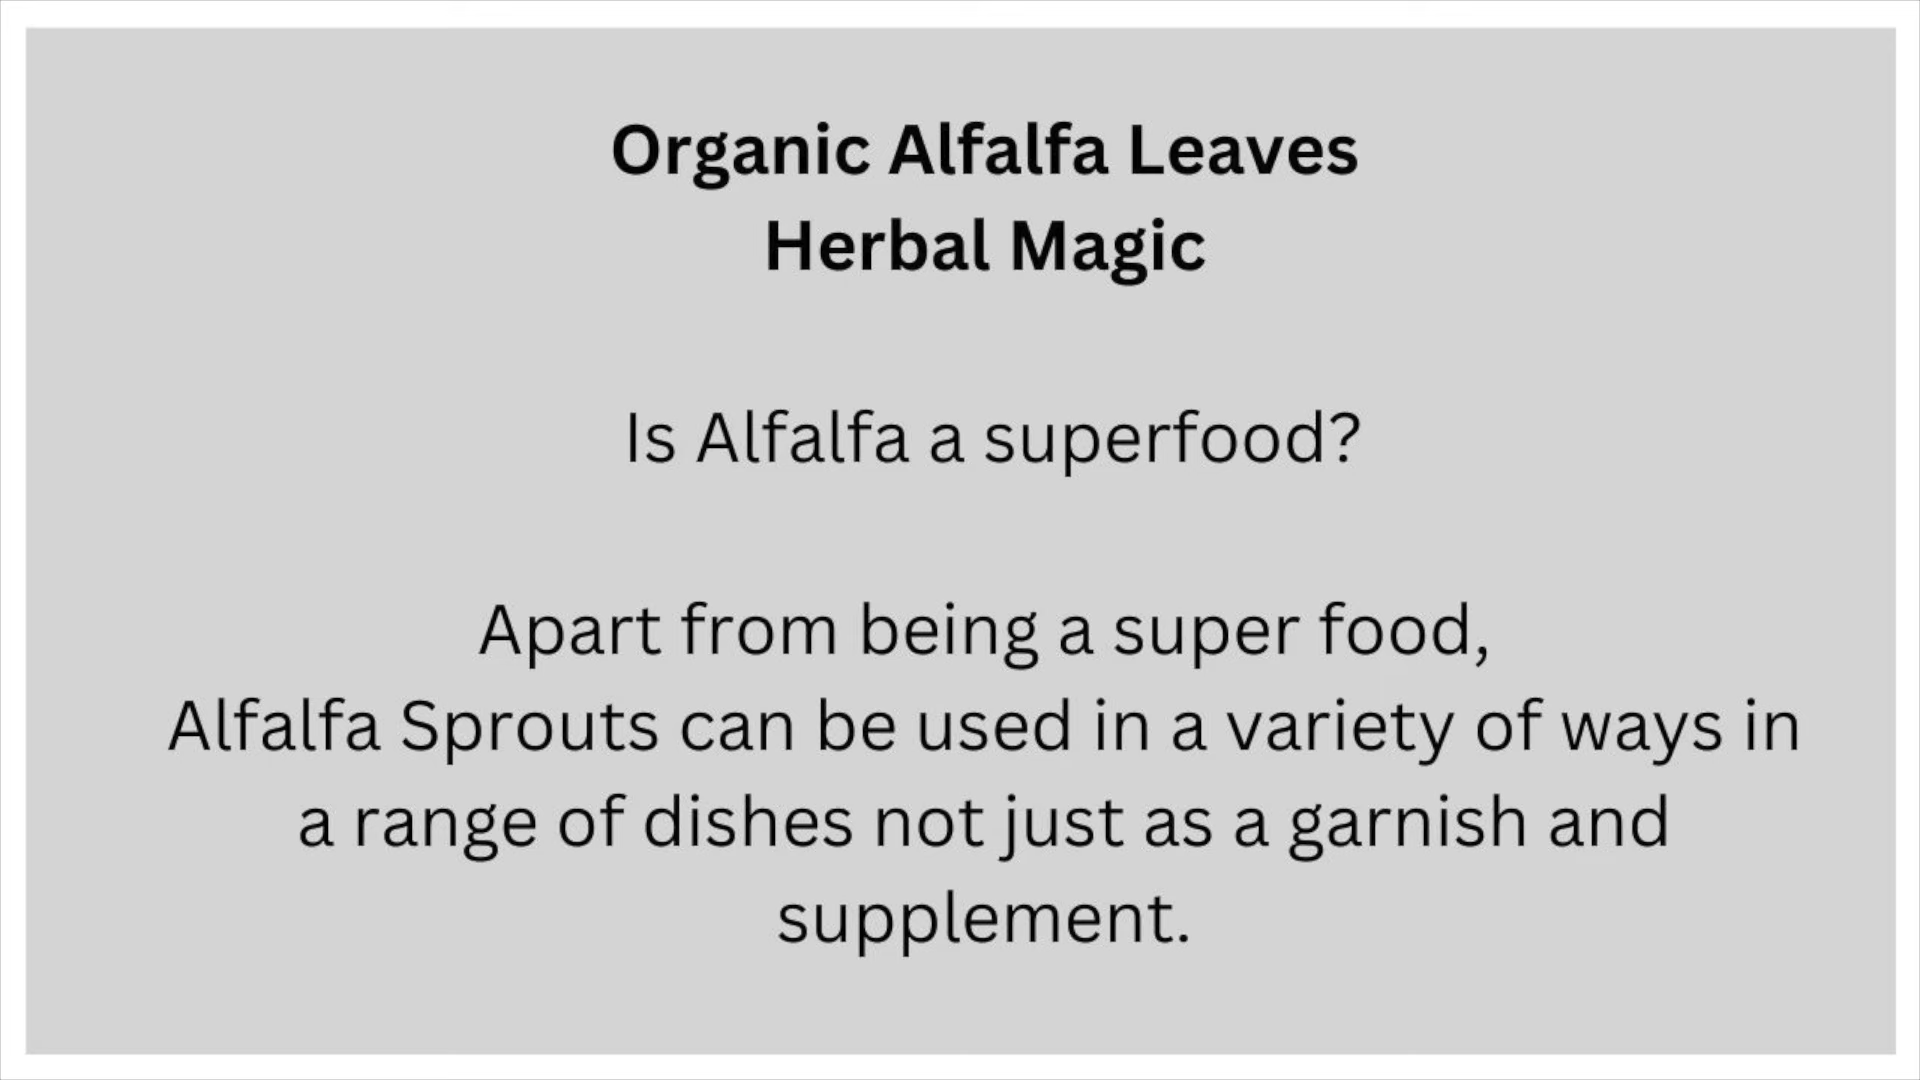 Organic Alfalfa Leaves
Herbal Magic
Is Alfalfa a superfood?
Apart from being a super food,
Alfalfa Sprouts can be used in a variety of ways in
a range of dishes not just as a garnish and
supplement.